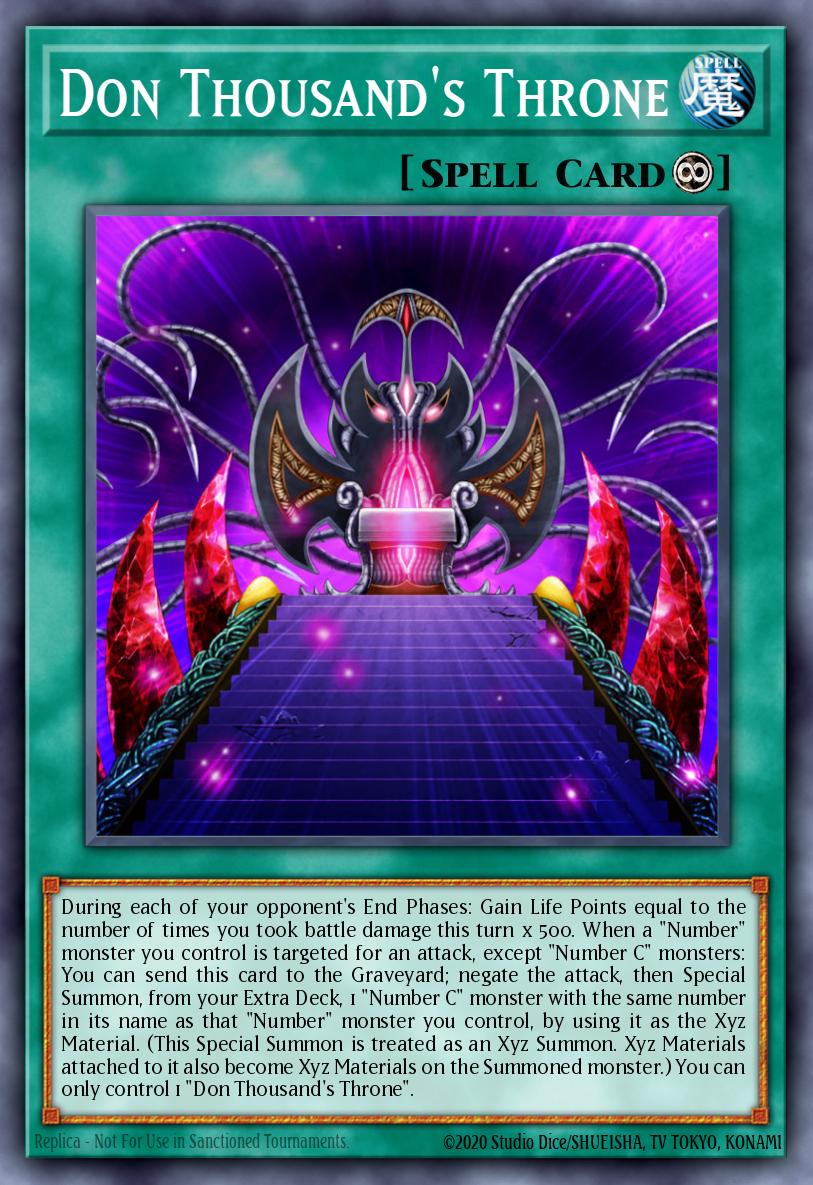 Don Thousand's Throne
SPELL
魔
[Spell Card]
During each of your opponent's End Phases: Gain Life Points equal to the
number of times you took battle damage this turn x 500. When a "Number"
monster you control is targeted for an attack, except "Number C" monsters:
You can send this card to the Graveyard; negate the attack, then Special
Summon, from your Extra Deck, 1 "Number C" monster with the same number
in its name as that "Number" monster you control, by using it as the Xyz
Material. (This Special Summon is treated as an Xyz Summon. Xyz Materials
attached to it also become Xyz Materials on the Summoned monster.) You can
only control 1 "Don Thousand's Throne".
Replica - Not For Use in Sanctioned Tournaments.
©2020 Studio Dice/SHUEISHA, TV TOKYO, KONAMI